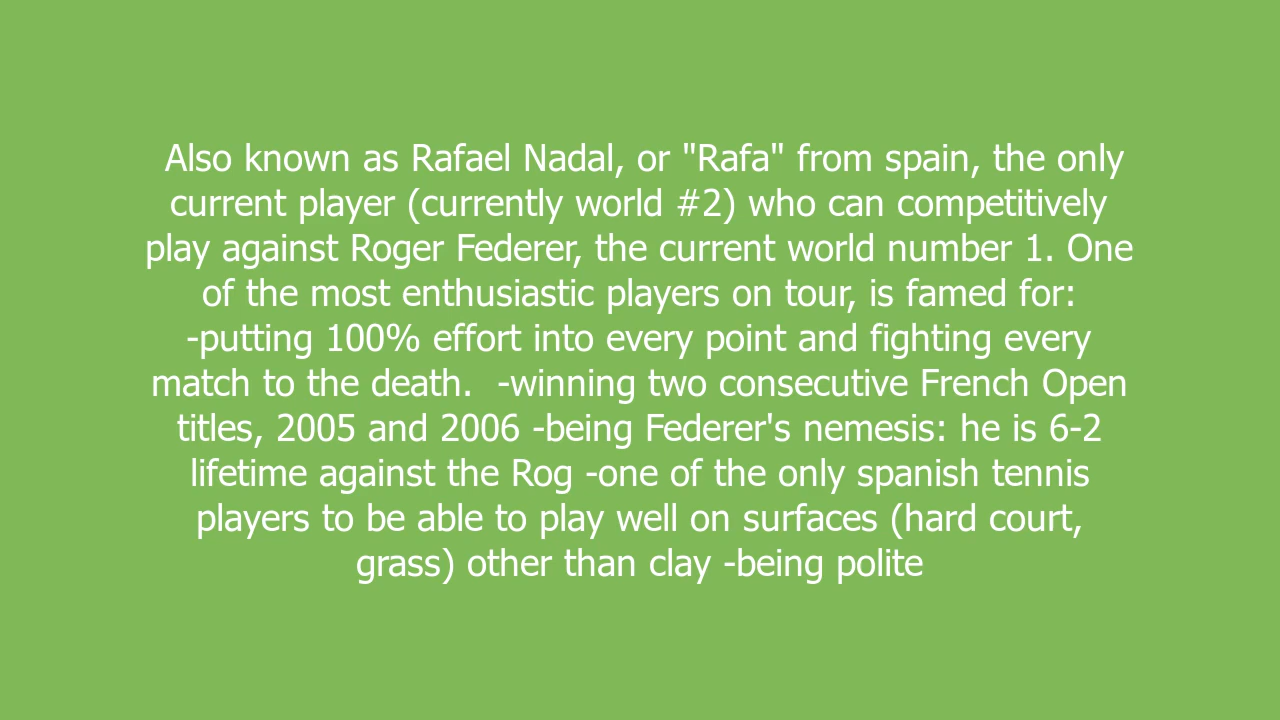 Also known as Rafael Nadal, or "Rafa" from spain, the only
current player (currently world #2) who can competitively
play against Roger Federer, the current world number 1. One
of the most enthusiastic players on tour, is famed for:
-putting 100% effort into every point and fighting every
match to the death.  -winning two consecutive French Open
titles, 2005 and 2006 -being Federer's nemesis: he is 6-2
lifetime against the Rog -one of the only spanish tennis
players to be able to play well on surfaces (hard court,
grass) other than clay -being polite